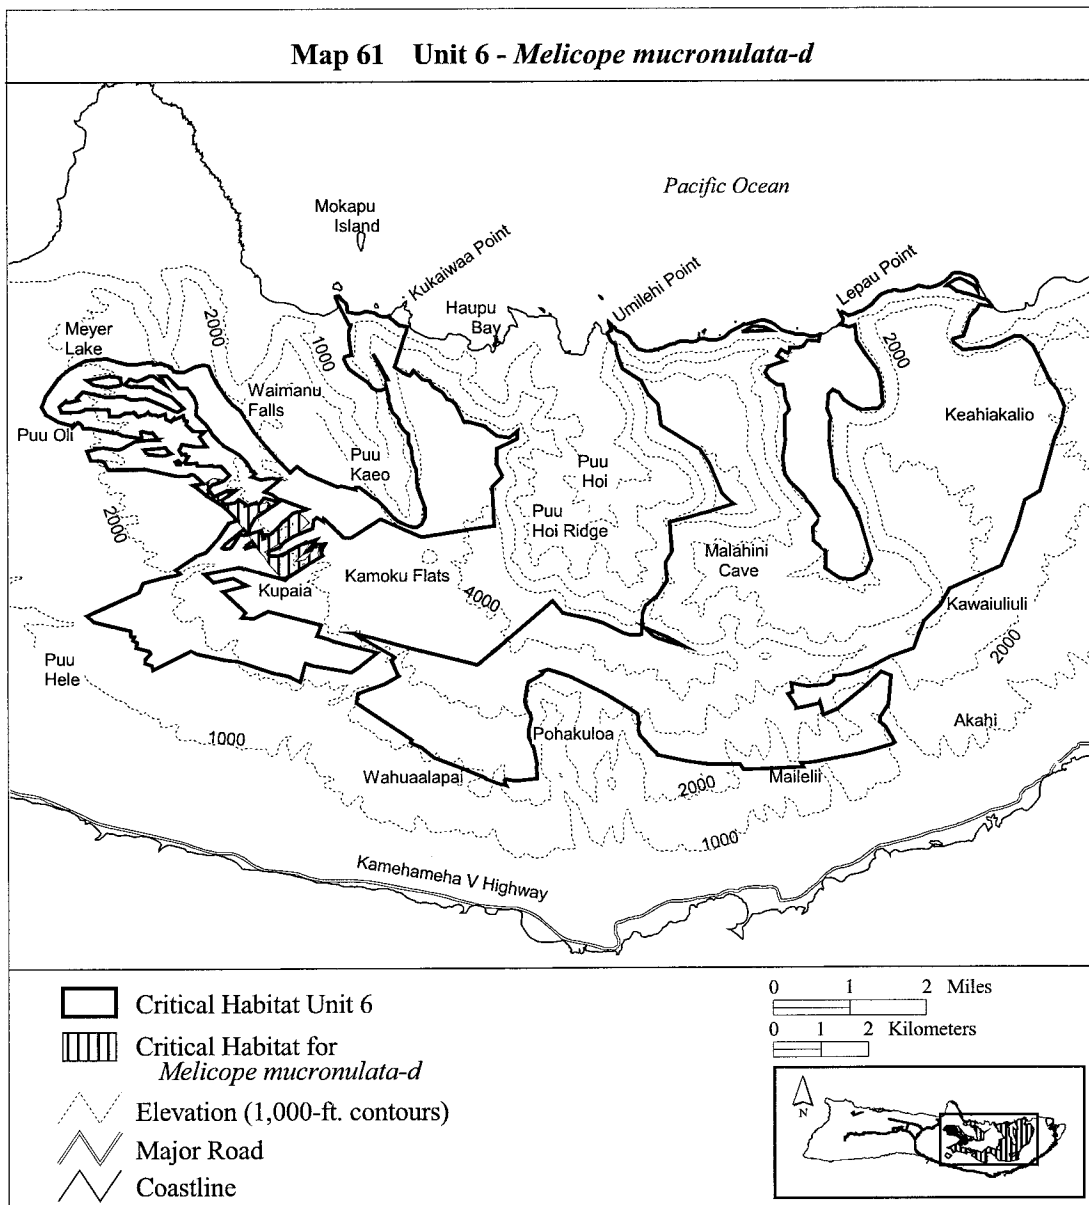 Map 61 Unit 6 - Melicope mucronulata-d
Pacific Ocean
Mokapu
Island
Kukaiwaa Point
Haupu
Bay
Umilehi Point
Lepau Point
Meyer
Lake
2000
1000
2000
Waimanu
Falls
Keahiakalio
Puu Oli
Puu
Kaeo
Puu
Hoi
2000
Puu
Hoi Ridge
Malahini
Cave
Kamoku Flats
Kupaia
4000
Kawaiuliuli
2000
Puu
Hele
Akahi
1000
Pohakuloa
Wahuaalapai
Mailelii
2000
1000
Kamehameha V Highway
Critical Habitat Unit 6
Critical Habitat for
Melicope mucronulata-d
Elevation (1,000-ft. contours)
Major Road
Coastline
0 1 2 Miles
0 1 2 Kilometers
N